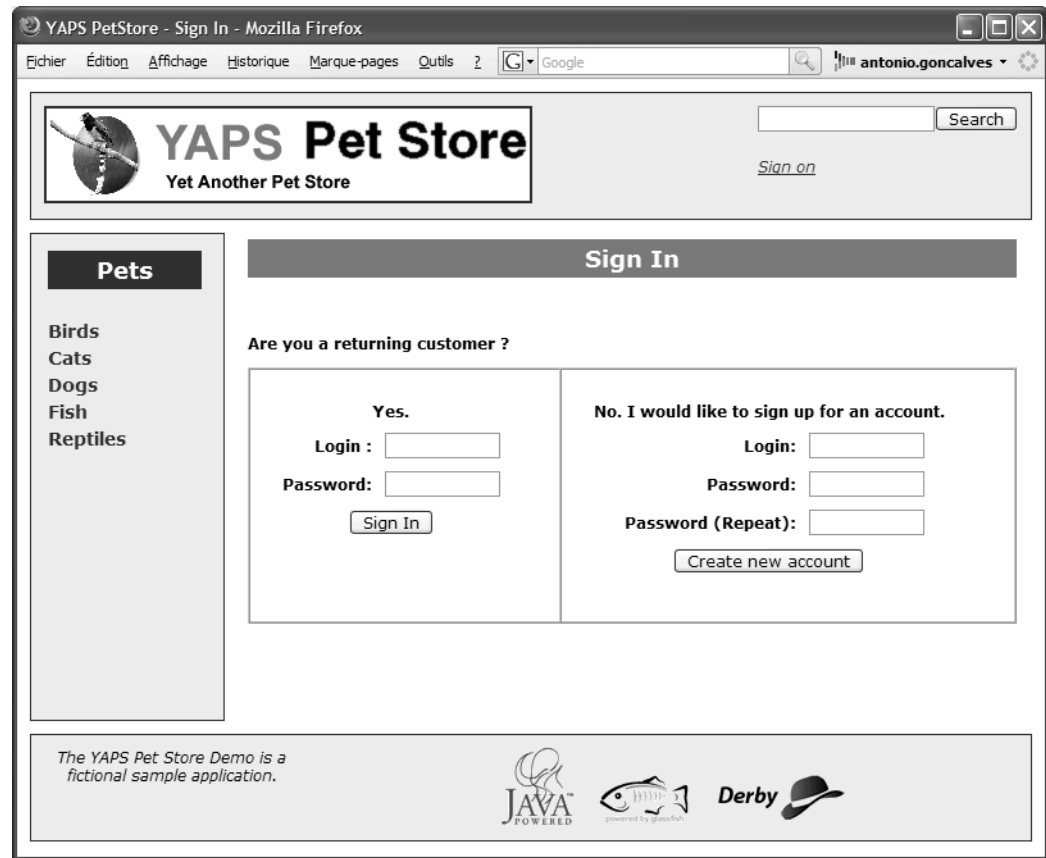 YAPS PetStore - Sign In - Mozilla Firefox
Fichier Édition Affichage Historique Marque-pages Outils ? G Google antonio.goncalves
YAPS Pet Store
Yet Another Pet Store
Search
Sign on
Pets
Birds
Cats
Dogs
Fish
Reptiles
Sign In
Are you a returning customer ?
Yes.
Login :
Password:
Sign In
No. I would like to sign up for an account.
Login:
Password:
Password (Repeat):
Create new account
The YAPS Pet Store Demo is a
fictional sample application.
JAVA™
POWERED
powered by glassfish
Derby